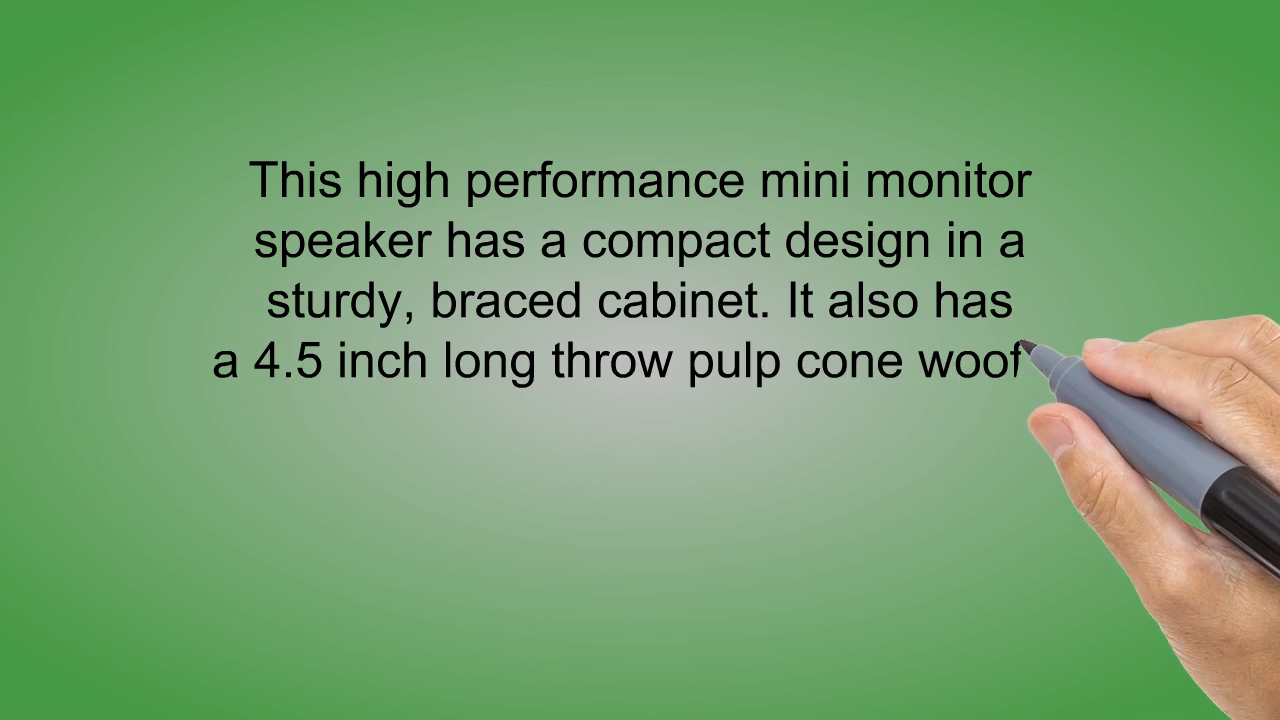 This high performance mini monitor
speaker has a compact design in a
sturdy, braced cabinet. It also has
a 4.5 inch long throw pulp cone woof